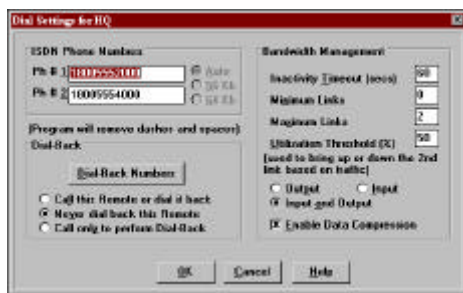 Dial Settings for HQ
ISDN Phone Numbers
Ph # 1 18005553000
Ph # 2 18005554000
Auto
56 Kb
64 Kb
(Program will remove dashes and spaces)
Dial-Back
Dial-Back Numbers
Call this Remote or dial it back
Never dial back this Remote
Call only to perform Dial-Back
Bandwidth Management
Inactivity Timeout (secs) 60
Minimum Links 0
Maximum Links 2
Utilization Threshold (%) 50
(used to bring up or down the 2nd
link based on traffic)
Output Input
Input and Output
Enable Data Compression
OK Cancel Help